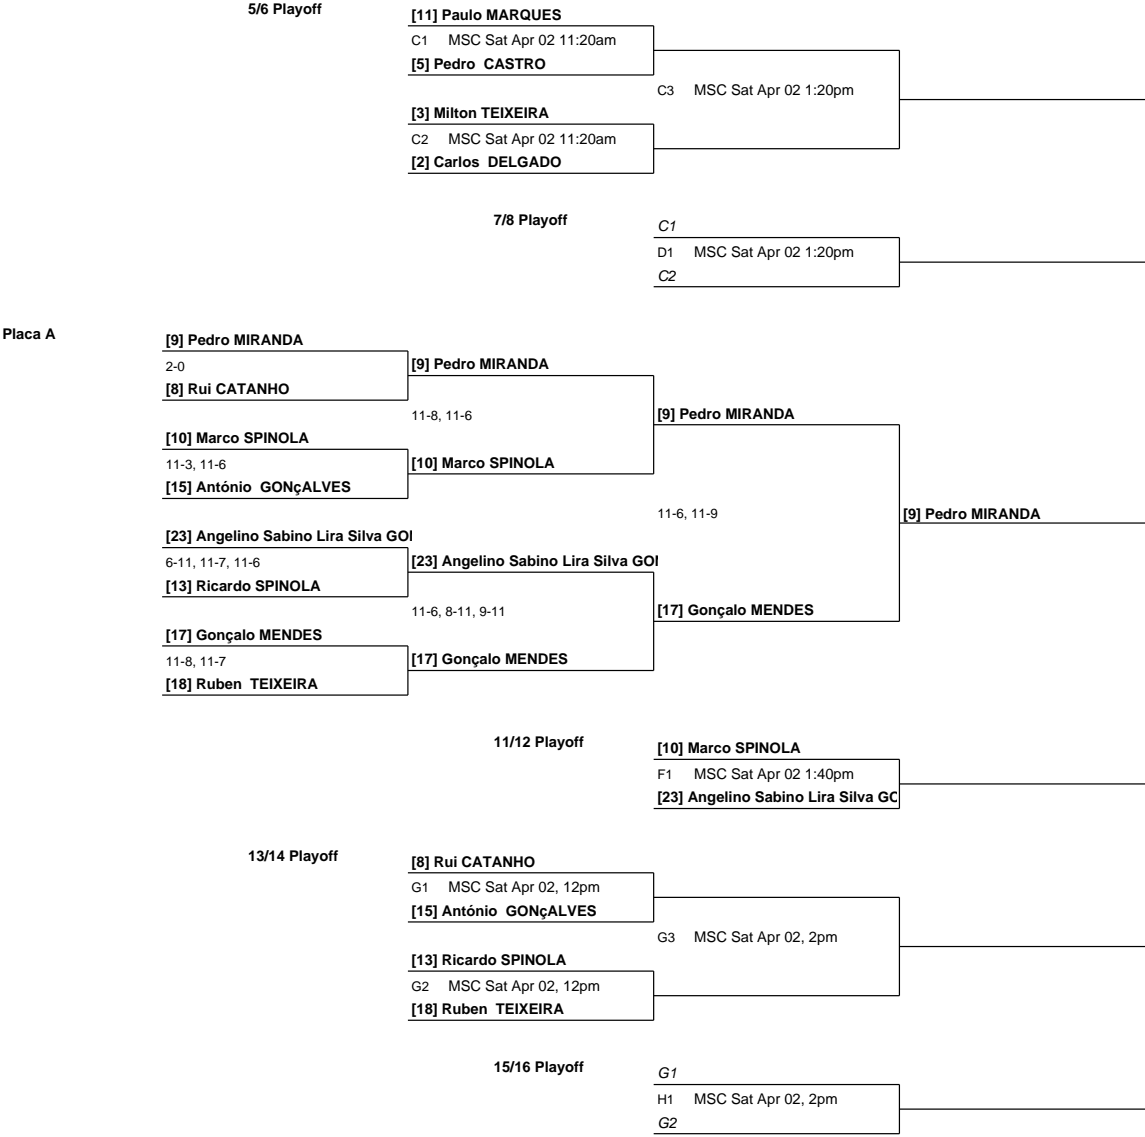 5/6 Playoff
[11] Paulo MARQUES
C1 MSC Sat Apr 02 11:20am
[5] Pedro CASTRO
C3 MSC Sat Apr 02 1:20pm
[3] Milton TEIXEIRA
C2 MSC Sat Apr 02 11:20am
[2] Carlos DELGADO
7/8 Playoff
C1
D1 MSC Sat Apr 02 1:20pm
C2
Placa A
[9] Pedro MIRANDA
2-0
[9] Pedro MIRANDA
[8] Rui CATANHO
11-8, 11-6
[9] Pedro MIRANDA
[10] Marco SPINOLA
11-3, 11-6
[10] Marco SPINOLA
[15] António GONçALVES
11-6, 11-9
[9] Pedro MIRANDA
[23] Angelino Sabino Lira Silva GO
6-11, 11-7, 11-6
[23] Angelino Sabino Lira Silva GO
[13] Ricardo SPINOLA
11-6, 8-11, 9-11
[17] Gonçalo MENDES
[17] Gonçalo MENDES
11-8, 11-7
[17] Gonçalo MENDES
[18] Ruben TEIXEIRA
11/12 Playoff
[10] Marco SPINOLA
F1 MSC Sat Apr 02 1:40pm
[23] Angelino Sabino Lira Silva GO
13/14 Playoff
[8] Rui CATANHO
G1 MSC Sat Apr 02, 12pm
[15] António GONçALVES
G3 MSC Sat Apr 02, 2pm
[13] Ricardo SPINOLA
G2 MSC Sat Apr 02, 12pm
[18] Ruben TEIXEIRA
15/16 Playoff
G1
H1 MSC Sat Apr 02, 2pm
G2